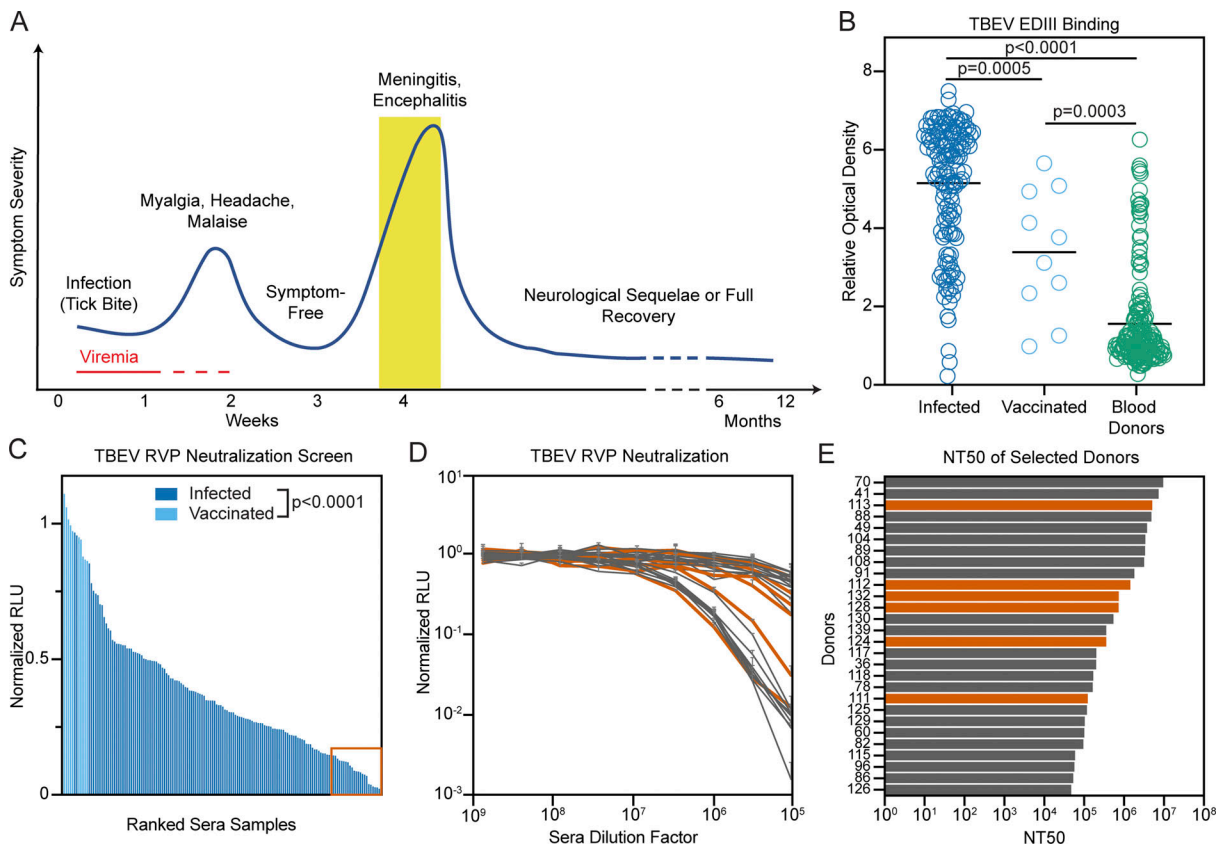 A
Symptom Severity
Meningitis,
Encephalitis
Myalgia, Headache,
Malaise
Infection
(Tick Bite)
Symptom-
Free
Neurological Sequelae or Full
Recovery
Viremia
0 1 2 3 4 6 12
Weeks Months
B
TBEV EDIII Binding
p<0.0001
p=0.0005
p=0.0003
Relative Optical Density
8
6
4
2
0
Infected Vaccinated Blood
Donors
C
TBEV RVP Neutralization Screen
Infected
Vaccinated
p<0.0001
Normalized RLU
1
0.5
0
Ranked Sera Samples
D
TBEV RVP Neutralization
Normalized RLU
10¹
10⁰
10⁻¹
10⁻²
10⁻³
10⁹ 10⁸ 10⁷ 10⁶ 10⁵
Sera Dilution Factor
E
NT50 of Selected Donors
Donors
70
41
113
88
49
104
89
108
91
112
132
128
130
139
124
117
36
118
78
111
125
129
60
82
115
96
86
126
10⁰ 10¹ 10² 10³ 10⁴ 10⁵ 10⁶ 10⁷ 10⁸
NT50